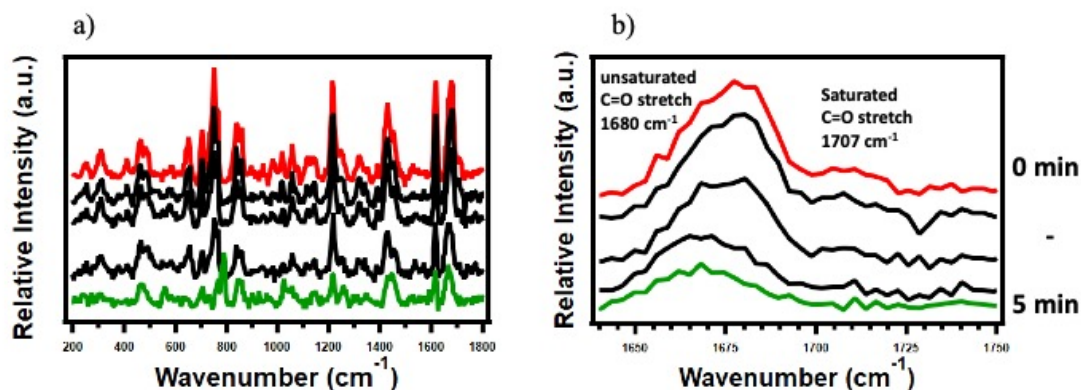 a)
Relative Intensity (a.u.)
200 400 600 800 1000 1200 1400 1600 1800
Wavenumber (cm⁻¹)
b)
Relative Intensity (a.u.)
unsaturated
C=O stretch
1680 cm⁻¹
Saturated
C=O stretch
1707 cm⁻¹
0 min
-
5 min
1650 1675 1700 1725 1750
Wavenumber (cm⁻¹)